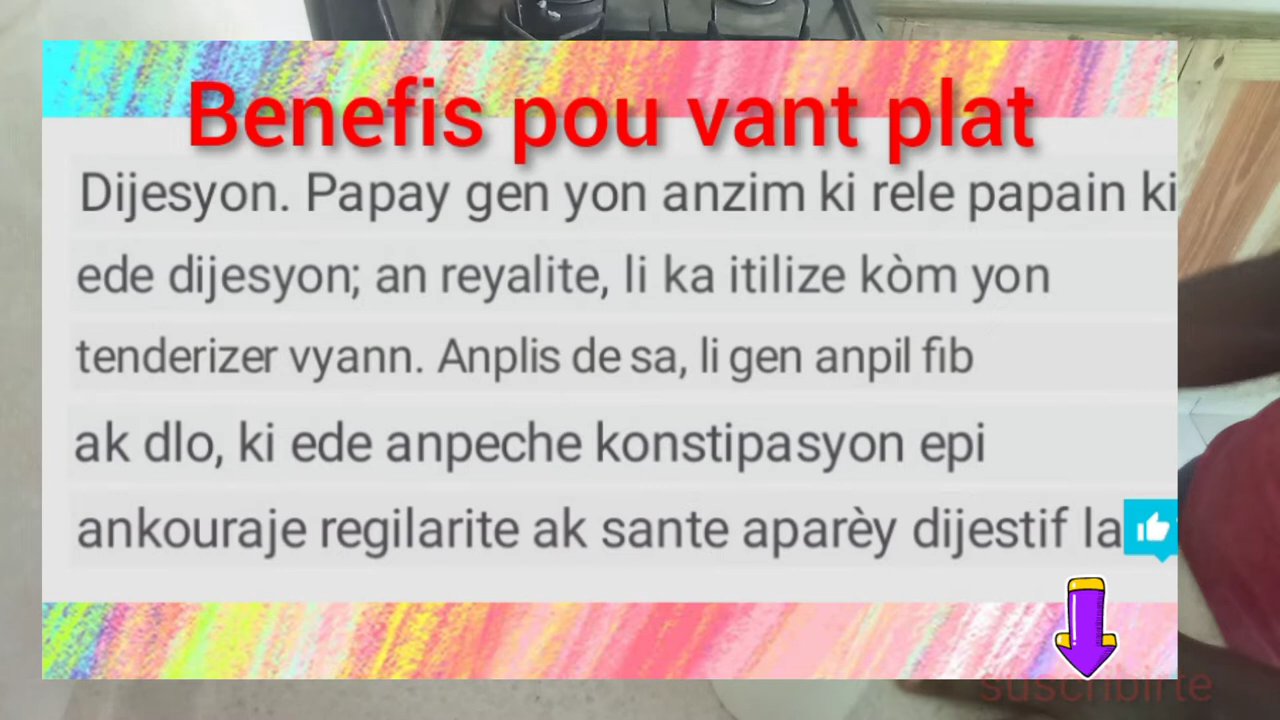 Benefis pou vant plat
Dijesyon. Papay gen yon anzim ki rele papain ki
ede dijesyon; an reyalite, li ka itilize kòm yon
tenderizer vyann. Anplis de sa, li gen anpil fib
ak dlo, ki ede anpeche konstipasyon epi
ankouraje regilarite ak sante aparèy dijestif la
suscribirte